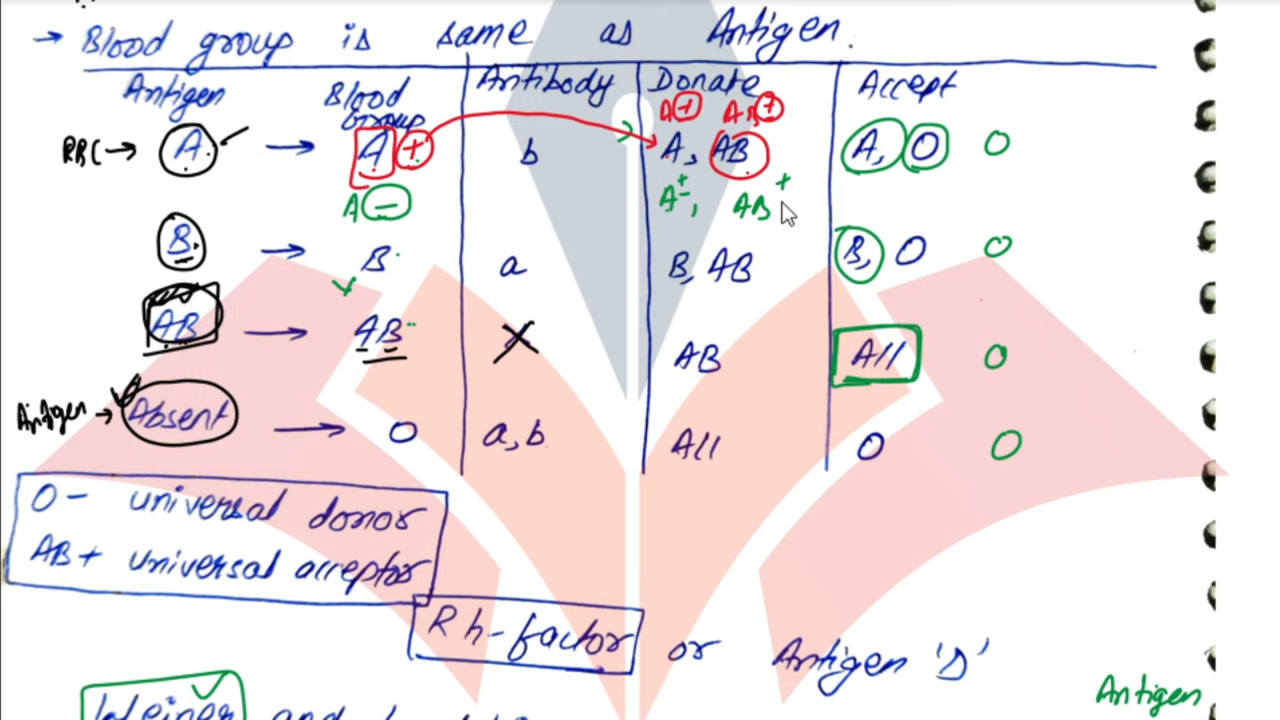 → Blood group is same as Antigen.
Antigen Blood Group Antibody Donate Accept
A+ AB+
RBC → A → A + b A, AB A, O O
A - A±, AB+
B → B a B, AB B, O O
AB → AB X AB All O
Antigen → Absent → O a, b All O O
O- universal donor
AB+ universal acceptor
Rh-factor or Antigen 'D'
Antigen
and